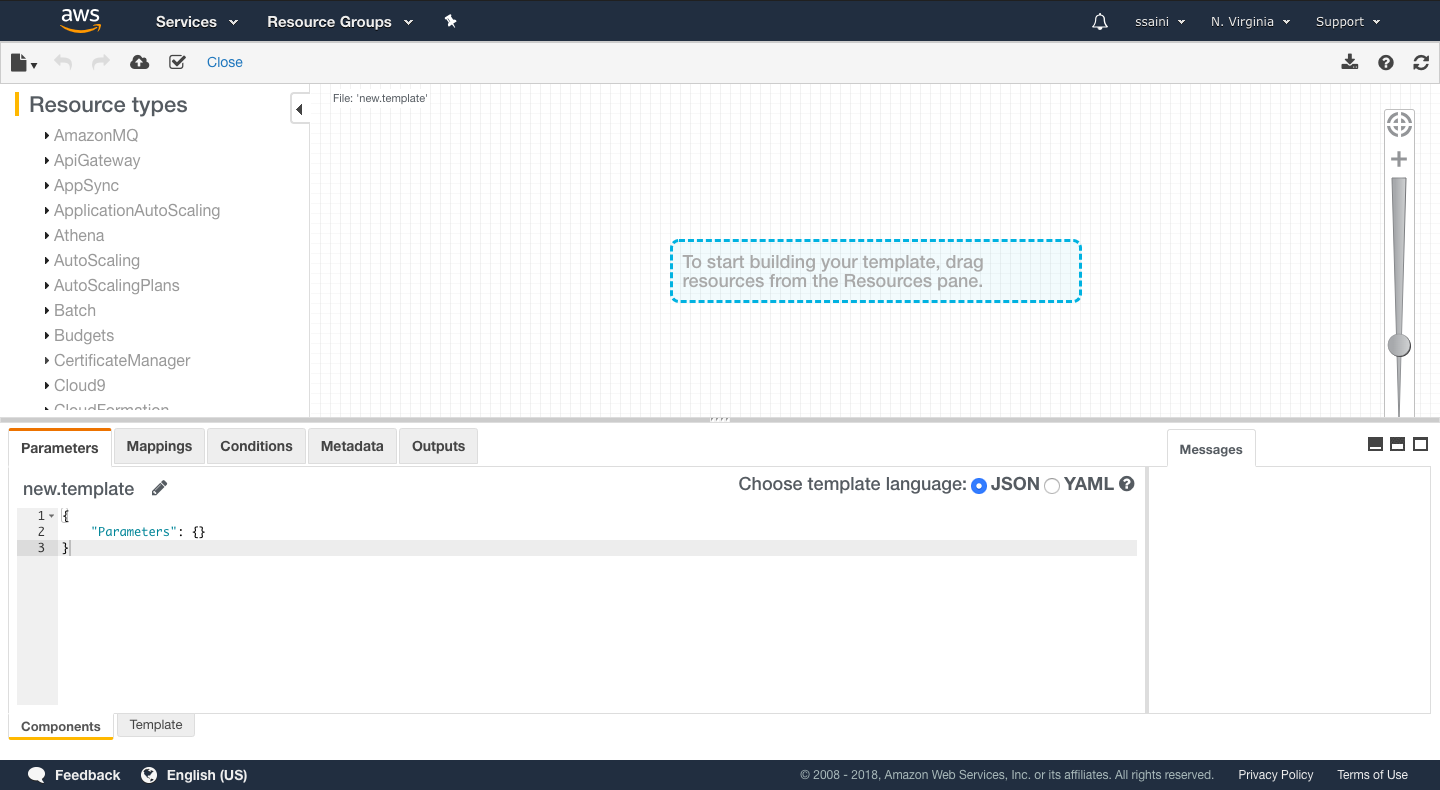 aws
Services
Resource Groups
ssaini
N. Virginia
Support
Close
Resource types
AmazonMQ
ApiGateway
AppSync
ApplicationAutoScaling
Athena
AutoScaling
AutoScalingPlans
Batch
Budgets
CertificateManager
Cloud9
CloudFormation
File: 'new.template'
To start building your template, drag
resources from the Resources pane.
Parameters
Mappings
Conditions
Metadata
Outputs
Messages
new.template
Choose template language: JSON YAML
1 {
2 "Parameters": {}
3 }
Components
Template
Feedback
English (US)
© 2008 - 2018, Amazon Web Services, Inc. or its affiliates. All rights reserved.
Privacy Policy
Terms of Use